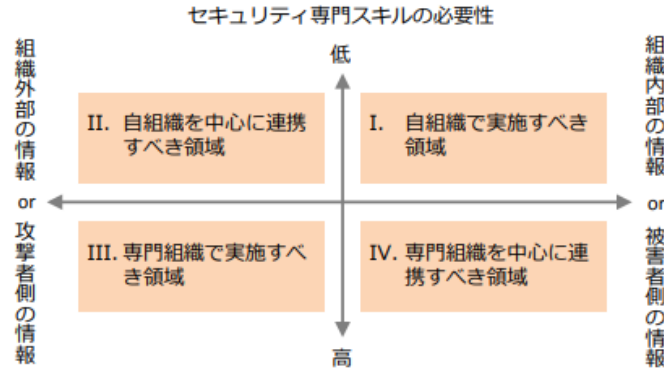 セキュリティ専門スキルの必要性
低
組織外部の情報
or
攻撃者側の情報
II. 自組織を中心に連携
すべき領域
I. 自組織で実施すべき
領域
組織内部の情報
or
被害者側の情報
III. 専門組織で実施すべ
き領域
IV. 専門組織を中心に連
携すべき領域
高